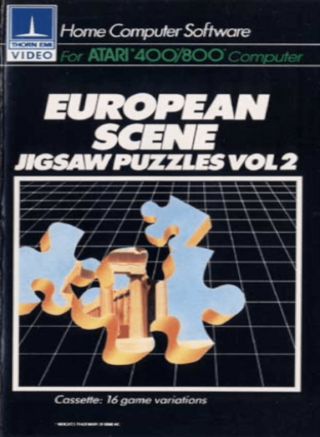 THORN EMI
VIDEO
Home Computer Software
For ATARI® 400/800™ Computer
EUROPEAN
SCENE
JIGSAW PUZZLES VOL 2
Cassette: 16 game variations